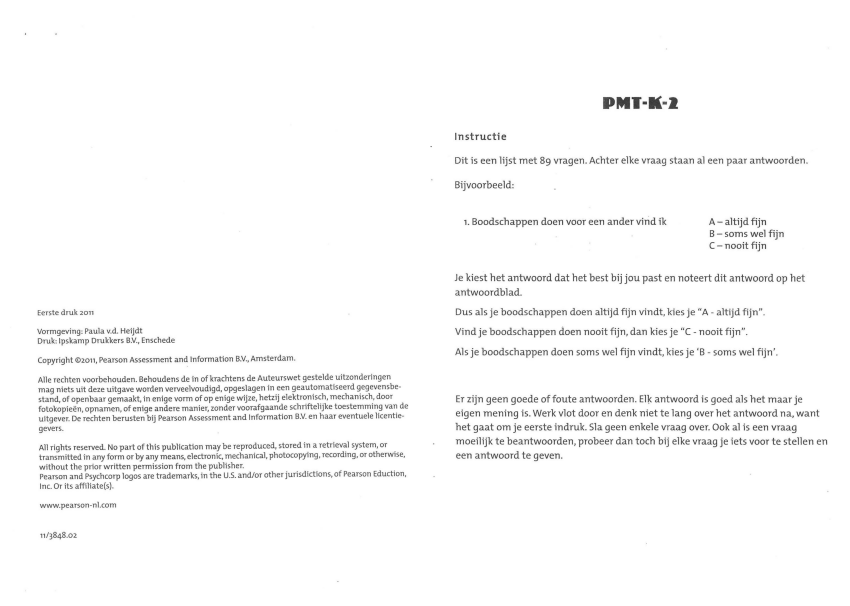 Eerste druk 2011
Vormgeving: Paula v.d. Heijdt
Druk: Ipskamp Drukkers B.V., Enschede
Copyright ©2011, Pearson Assessment and Information B.V., Amsterdam.
Alle rechten voorbehouden. Behoudens de in of krachtens de Auteurswet gestelde uitzonderingen
mag niets uit deze uitgave worden verveelvoudigd, opgeslagen in een geautomatiseerd gegevensbe-
stand, of openbaar gemaakt, in enige vorm of op enige wijze, hetzij elektronisch, mechanisch, door
fotokopieën, opnamen, of enige andere manier, zonder voorafgaande schriftelijke toestemming van de
uitgever. De rechten berusten bij Pearson Assessment and Information B.V. en haar eventuele licentie-
gevers.
All rights reserved. No part of this publication may be reproduced, stored in a retrieval system, or
transmitted in any form or by any means, electronic, mechanical, photocopying, recording, or otherwise,
without the prior written permission from the publisher.
Pearson and Psychcorp logos are trademarks, in the U.S. and/or other jurisdictions, of Pearson Eduction,
Inc. Or its affiliate(s).
www.pearson-nl.com
11/3848.02
PMT-K-2
Instructie
Dit is een lijst met 89 vragen. Achter elke vraag staan al een paar antwoorden.
Bijvoorbeeld:
1. Boodschappen doen voor een ander vind ik A – altijd fijn
B – soms wel fijn
C – nooit fijn
Je kiest het antwoord dat het best bij jou past en noteert dit antwoord op het
antwoordblad.
Dus als je boodschappen doen altijd fijn vindt, kies je "A - altijd fijn".
Vind je boodschappen doen nooit fijn, dan kies je "C - nooit fijn".
Als je boodschappen doen soms wel fijn vindt, kies je 'B - soms wel fijn'.
Er zijn geen goede of foute antwoorden. Elk antwoord is goed als het maar je
eigen mening is. Werk vlot door en denk niet te lang over het antwoord na, want
het gaat om je eerste indruk. Sla geen enkele vraag over. Ook al is een vraag
moeilijk te beantwoorden, probeer dan toch bij elke vraag je iets voor te stellen en
een antwoord te geven.